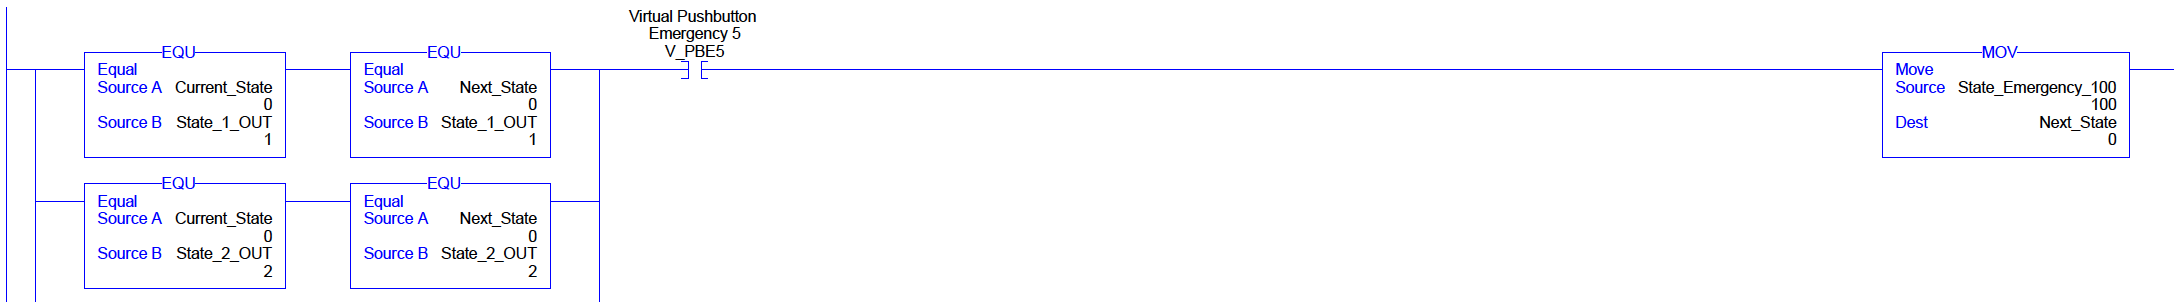 Virtual Pushbutton
Emergency 5
V_PBE5
EQU
Equal
Source A Current_State
0
Source B State_1_OUT
1
EQU
Equal
Source A Next_State
0
Source B State_1_OUT
1
MOV
Move
Source State_Emergency_100
100
Dest Next_State
0
EQU
Equal
Source A Current_State
0
Source B State_2_OUT
2
EQU
Equal
Source A Next_State
0
Source B State_2_OUT
2